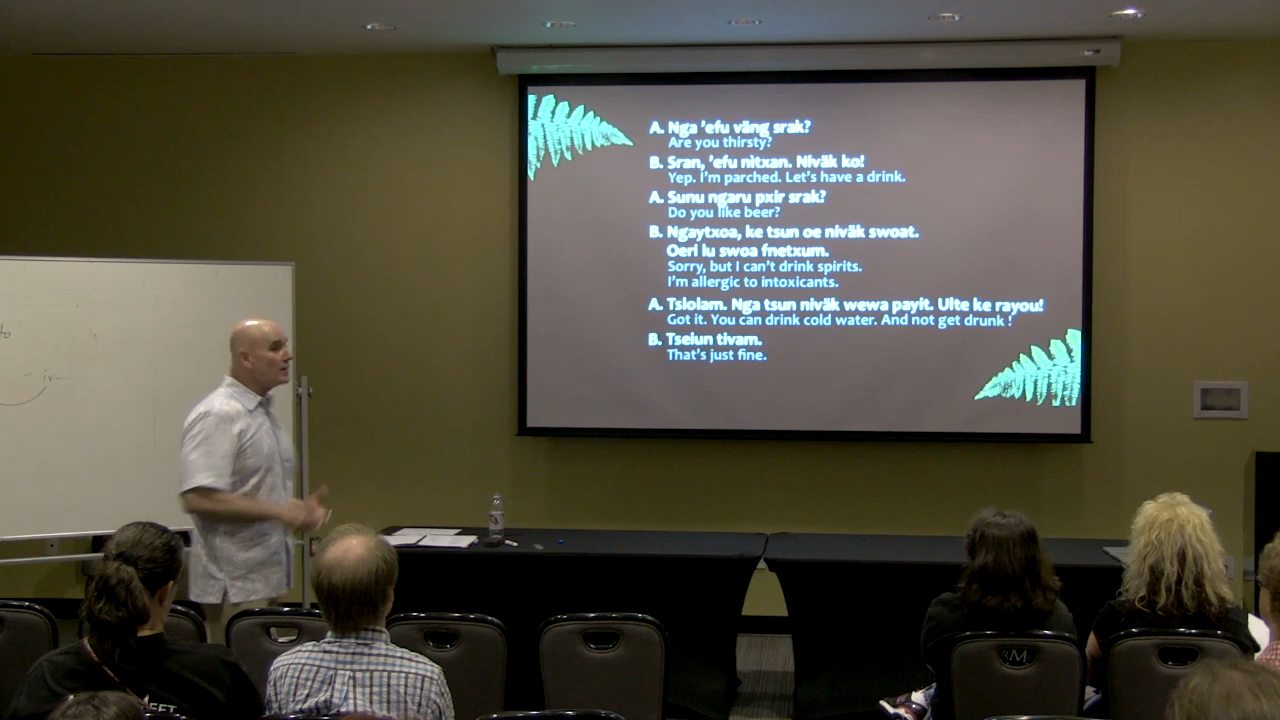 A. Nga 'efu väng srak?
Are you thirsty?
B. Sran, 'efu nìtxan. Niväk ko!
Yep. I'm parched. Let's have a drink.
A. Sunu ngaru pxir srak?
Do you like beer?
B. Ngaytxoa, ke tsun oe niväk swoat.
Oeri lu swoa fnetxum.
Sorry, but I can't drink spirits.
I'm allergic to intoxicants.
A. Tslolam. Nga tsun niväk wewa payit. Ulte ke rayou!
Got it. You can drink cold water. And not get drunk !
B. Tseiun tivam.
That's just fine.
to
-iv-